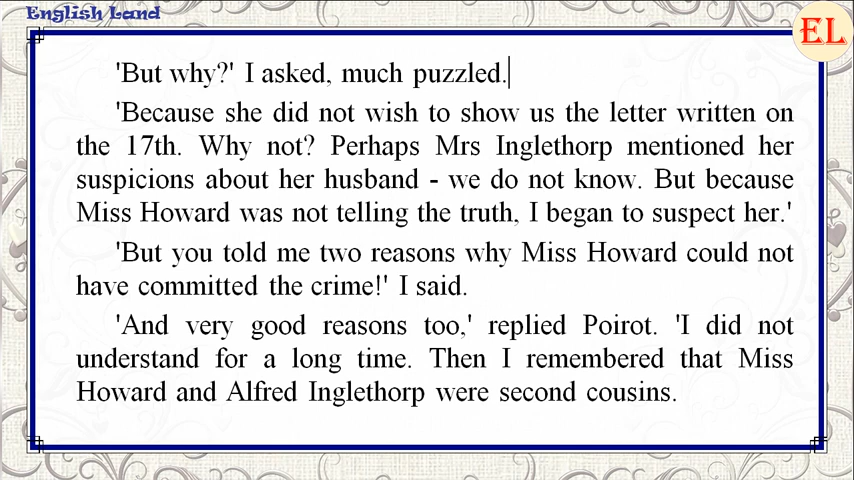 English Land
EL
'But why?' I asked, much puzzled.
'Because she did not wish to show us the letter written on
the 17th. Why not? Perhaps Mrs Inglethorp mentioned her
suspicions about her husband - we do not know. But because
Miss Howard was not telling the truth, I began to suspect her.'
'But you told me two reasons why Miss Howard could not
have committed the crime!' I said.
'And very good reasons too,' replied Poirot. 'I did not
understand for a long time. Then I remembered that Miss
Howard and Alfred Inglethorp were second cousins.